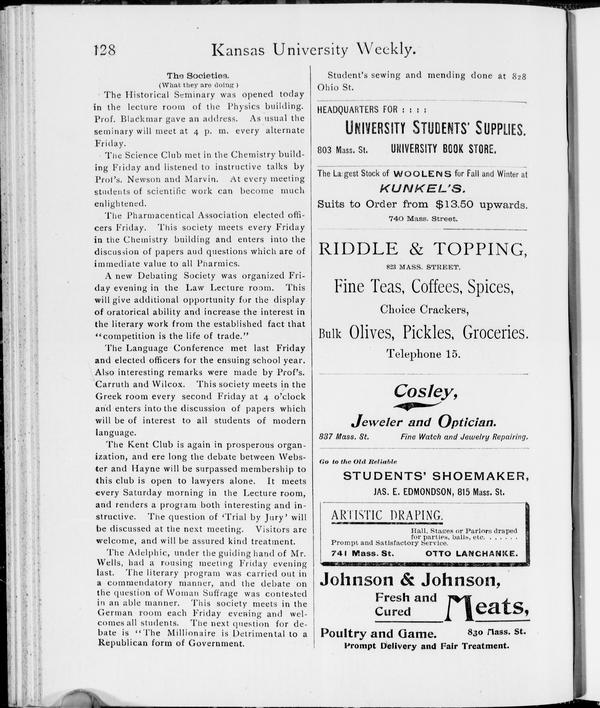 128
Kansas University Weekly.
The Societies.
(What they are doing)
The Historical Seminary was opened today
in the lecture room of the Physics building.
Prof. Blackmar gave an address. As usual the
seminary will meet at 4 p. m. every alternate
Friday.
The Science Club met in the Chemistry build-
ing Friday and listened to instructive talks by
Prof's. Newson and Marvin. At every meeting
students of scientific work can become much
enlightened.
The Pharmacentical Association elected offi-
cers Friday. This society meets every Friday
in the Chemistry building and enters into the
discussion of papers and questions which are of
immediate value to all Pharmics.
A new Debating Society was organized Fri-
day evening in the Law Lecture room. This
will give additional opportunity for the display
of oratorical ability and increase the interest in
the literary work from the established fact that
"competition is the life of trade."
The Language Conference met last Friday
and elected officers for the ensuing school year.
Also interesting remarks were made by Prof's.
Carruth and Wilcox. This society meets in the
Greek room every second Friday at 4 o'clock
and enters into the discussion of papers which
will be of interest to all students of modern
language.
The Kent Club is again in prosperous organ-
ization, and ere long the debate between Webs-
ter and Hayne will be surpassed membership to
this club is open to lawyers alone. It meets
every Saturday morning in the Lecture room,
and renders a program both interesting and in-
structive. The question of 'Trial by Jury' will
be discussed at the next meeting. Visitors are
welcome, and will be assured kind treatment.
The Adelphic, under the guiding hand of Mr.
Wells, had a rousing meeting Friday evening
last. The literary program was carried out in
a commendatory manner, and the debate on
the question of Woman Suffrage was contested
in an able manner. This society meets in the
German room each Friday evening and wel-
comes all students. The next question for de-
bate is "The Millionaire is Detrimental to a
Republican form of Government.
Student's sewing and mending done at 828
Ohio St.
HEADQUARTERS FOR : : : :
UNIVERSITY STUDENTS' SUPPLIES.
803 Mass. St. UNIVERSITY BOOK STORE.
The Largest Stock of WOOLENS for Fall and Winter at
KUNKEL'S.
Suits to Order from $13.50 upwards.
740 Mass. Street.
RIDDLE & TOPPING,
823 MASS. STREET.
Fine Teas, Coffees, Spices,
Choice Crackers,
Bulk Olives, Pickles, Groceries.
Telephone 15.
Cosley,
Jeweler and Optician.
837 Mass. St. Fine Watch and Jewelry Repairing.
Go to the Old Reliable
STUDENTS' SHOEMAKER,
JAS. E. EDMONDSON, 815 Mass. St.
ARTISTIC DRAPING.
Hall, Stages or Parlors draped
for parties, balls, etc. . . . . . .
Prompt and Satisfactory Service.
741 Mass. St. OTTO LANCHANKE.
Johnson & Johnson,
Fresh and
Cured Meats,
Poultry and Game. 830 Mass. St.
Prompt Delivery and Fair Treatment.